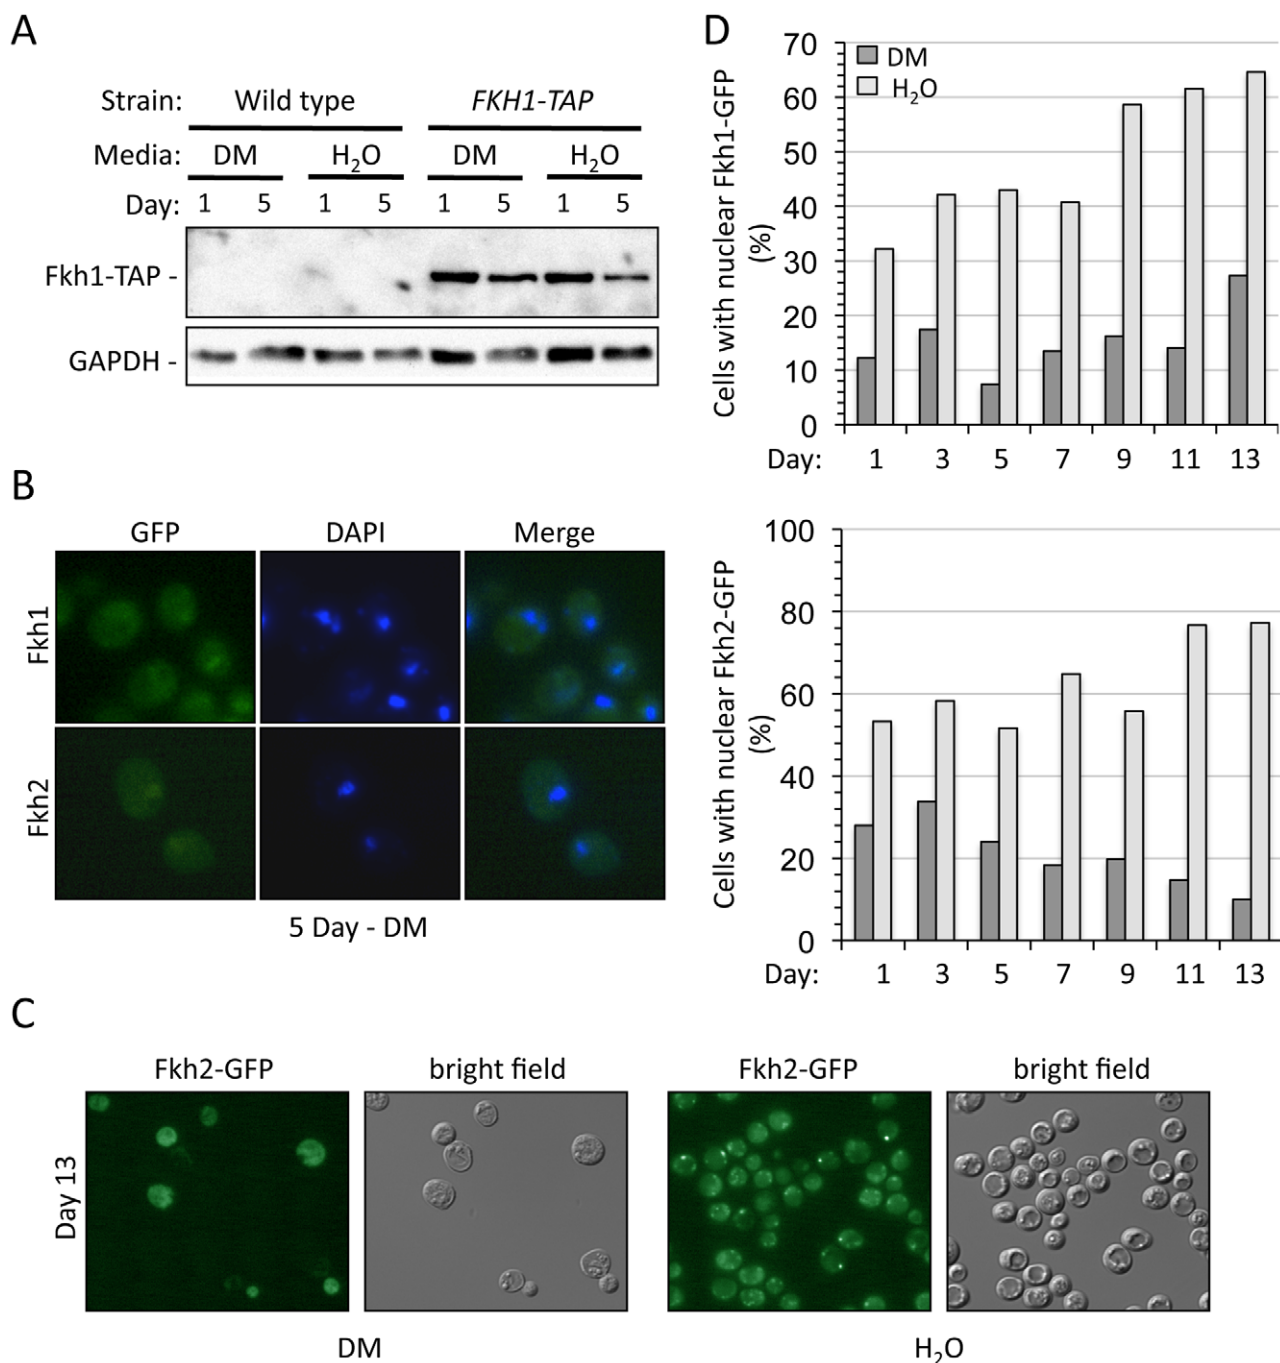 A
Strain: Wild type FKH1-TAP
Media: DM H₂O DM H₂O
Day: 1 5 1 5 1 5 1 5
Fkh1-TAP -
GAPDH -
B
GFP DAPI Merge
Fkh1
Fkh2
5 Day - DM
D
Cells with nuclear Fkh1-GFP
(%)
70
60
50
40
30
20
10
0
DM
H₂O
Day: 1 3 5 7 9 11 13
Cells with nuclear Fkh2-GFP
(%)
100
80
60
40
20
0
Day: 1 3 5 7 9 11 13
C
Fkh2-GFP bright field Fkh2-GFP bright field
Day 13
DM H₂O